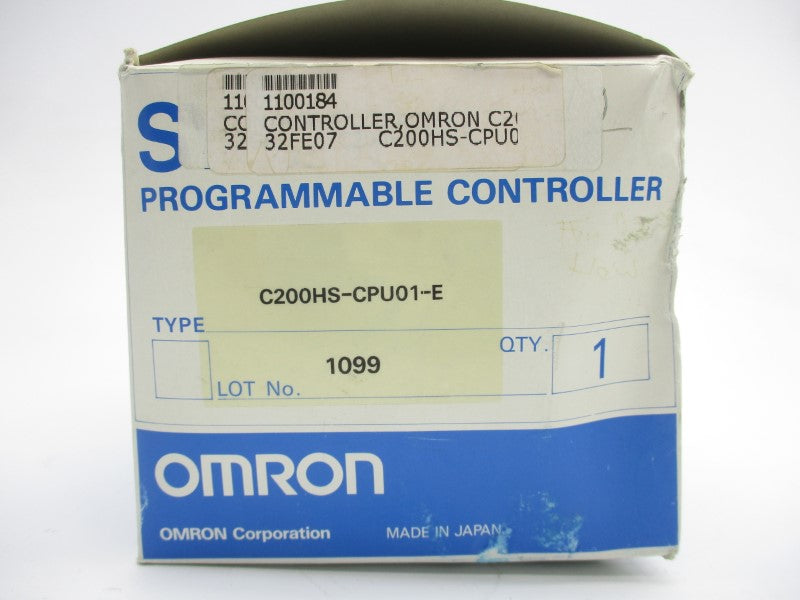 11( 1100184
CO CONTROLLER,OMRON C20
32 32FE07 C200HS-CPU0
S
PROGRAMMABLE CONTROLLER
C200HS-CPU01-E
TYPE
QTY. 1
1099
LOT No.
OMRON
OMRON Corporation MADE IN JAPAN